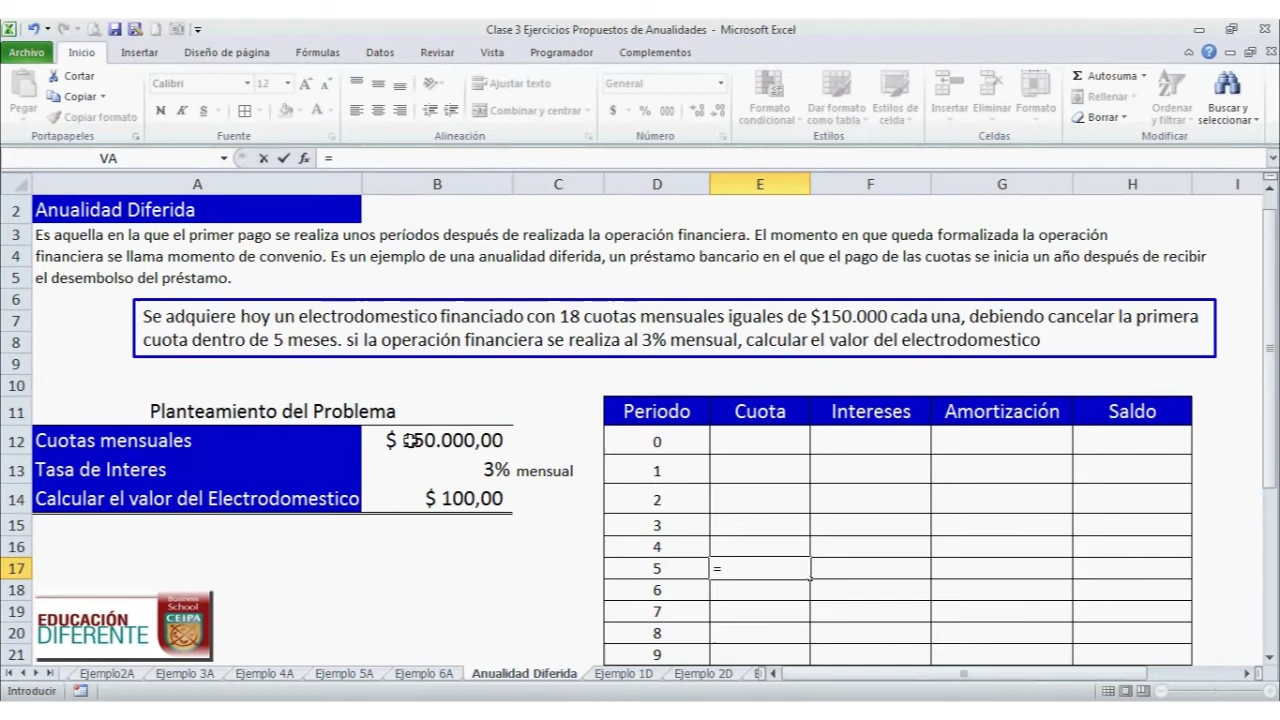 Clase 3 Ejercicios Propuestos de Anualidades - Microsoft Excel
Archivo Inicio Insertar Diseño de página Fórmulas Datos Revisar Vista Programador Complementos
Cortar
Copiar
Copiar formato
Pegar
Portapapeles
Calibri 12
N K S
Fuente
Ajustar texto
Combinar y centrar
Alineación
General
$ % 000
Número
Formato condicional
Dar formato como tabla
Estilos de celda
Estilos
Insertar Eliminar Formato
Celdas
Autosuma
Rellenar
Borrar
Ordenar y filtrar
Buscar y seleccionar
Modificar
VA fx =
A B C D E F G H I
2 Anualidad Diferida
3 Es aquella en la que el primer pago se realiza unos períodos después de realizada la operación financiera. El momento en que queda formalizada la operación
4 financiera se llama momento de convenio. Es un ejemplo de una anualidad diferida, un préstamo bancario en el que el pago de las cuotas se inicia un año después de recibir
5 el desembolso del préstamo.
6
7 Se adquiere hoy un electrodomestico financiado con 18 cuotas mensuales iguales de $150.000 cada una, debiendo cancelar la primera
8 cuota dentro de 5 meses. si la operación financiera se realiza al 3% mensual, calcular el valor del electrodomestico
9
10
11 Planteamiento del Problema Periodo Cuota Intereses Amortización Saldo
12 Cuotas mensuales $ 150.000,00 0
13 Tasa de Interes 3% mensual 1
14 Calcular el valor del Electrodomestico $ 100,00 2
15 3
16 4
17 5 =
18 6
19 7
20 8
21 9
EDUCACIÓN
DIFERENTE
Business
School
CEIPA
Ejemplo2A Ejemplo 3A Ejemplo 4A Ejemplo 5A Ejemplo 6A Anualidad Diferida Ejemplo 1D Ejemplo 2D
Introducir